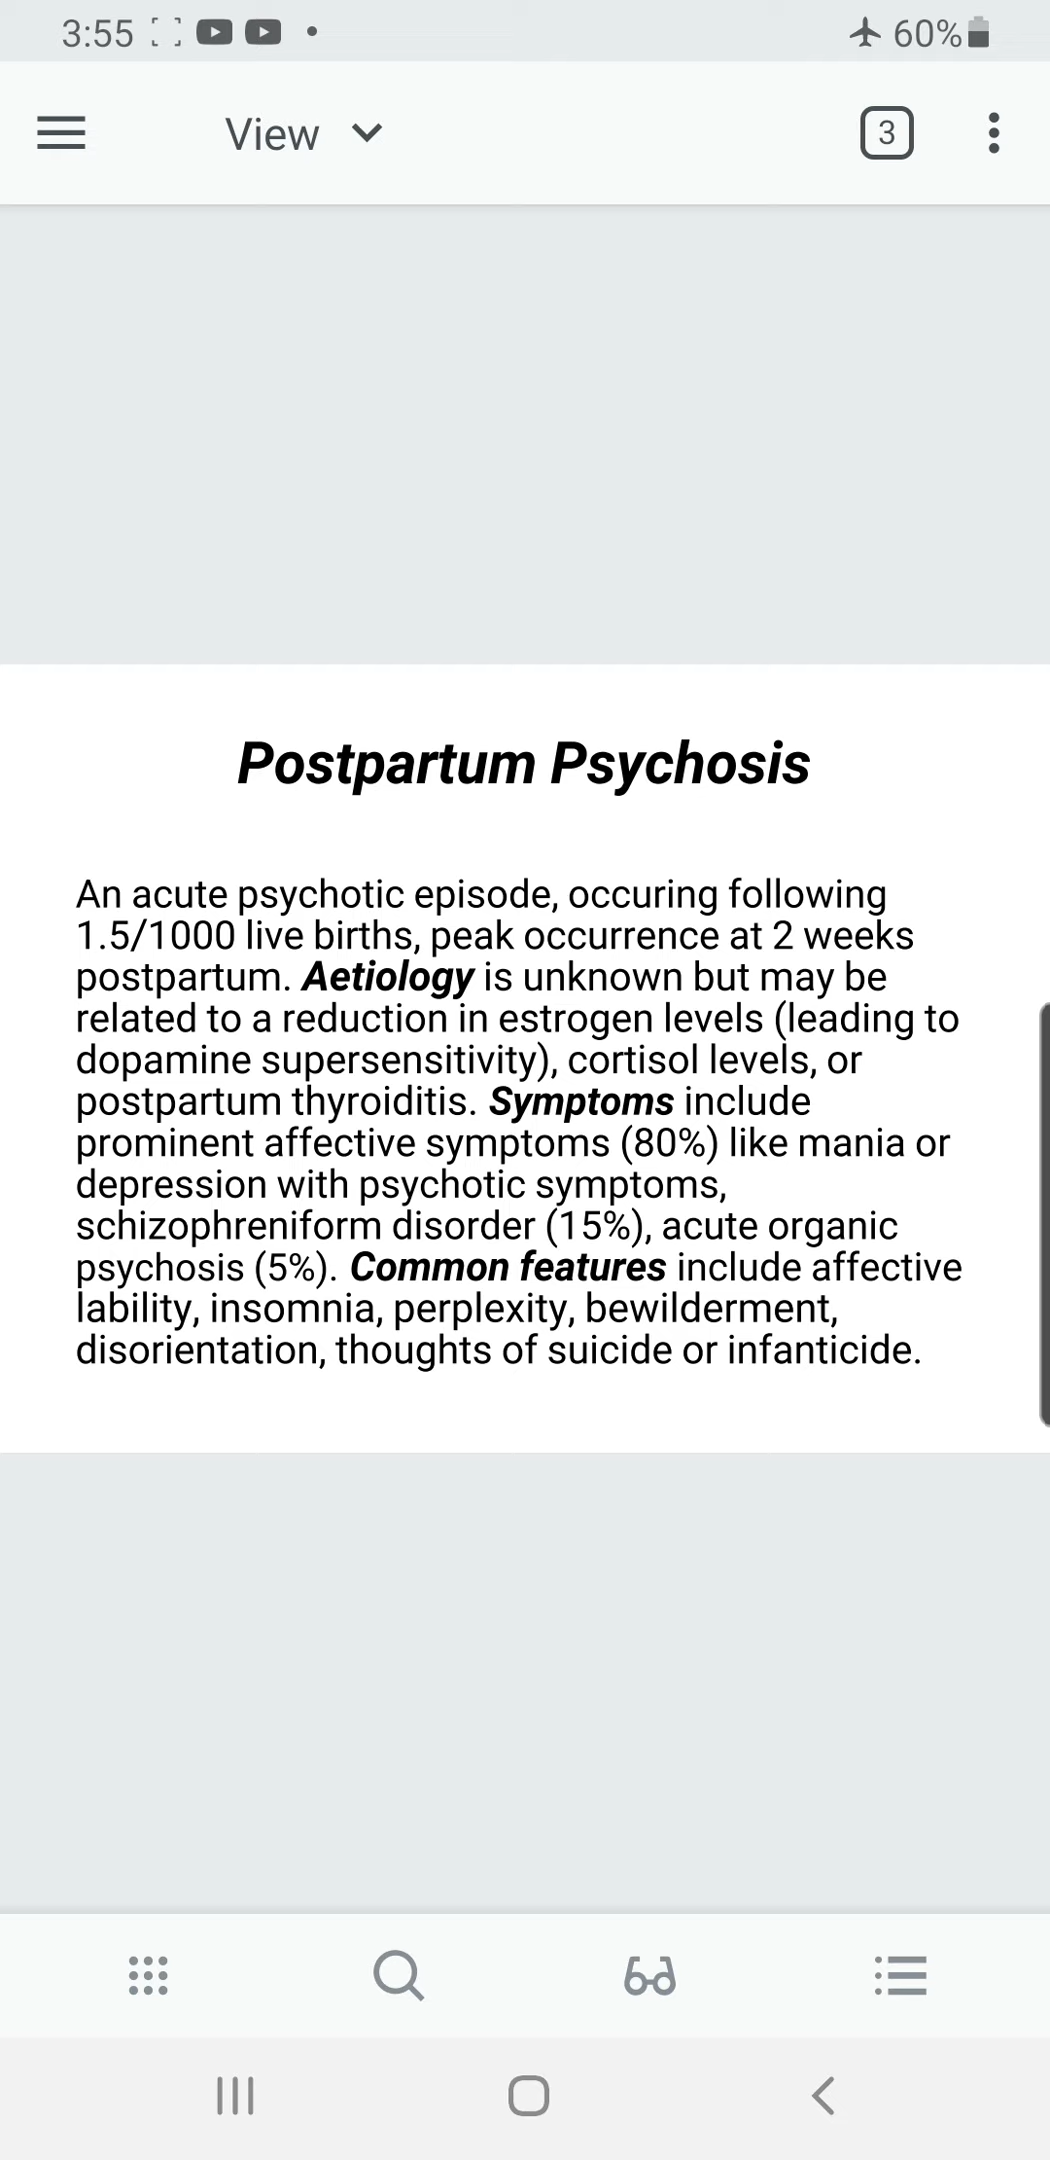 3:55
60%
View
3
Postpartum Psychosis
An acute psychotic episode, occuring following
1.5/1000 live births, peak occurrence at 2 weeks
postpartum. Aetiology is unknown but may be
related to a reduction in estrogen levels (leading to
dopamine supersensitivity), cortisol levels, or
postpartum thyroiditis. Symptoms include
prominent affective symptoms (80%) like mania or
depression with psychotic symptoms,
schizophreniform disorder (15%), acute organic
psychosis (5%). Common features include affective
lability, insomnia, perplexity, bewilderment,
disorientation, thoughts of suicide or infanticide.